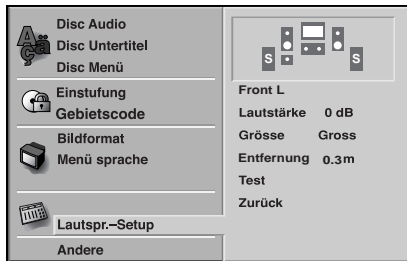 Disc Audio
Disc Untertitel
Disc Menü
Einstufung
Gebietscode
Bildformat
Menü sprache
Lautspr.–Setup
Andere
S S
Front L
Lautstärke 0 dB
Grösse Gross
Entfernung 0.3m
Test
Zurück